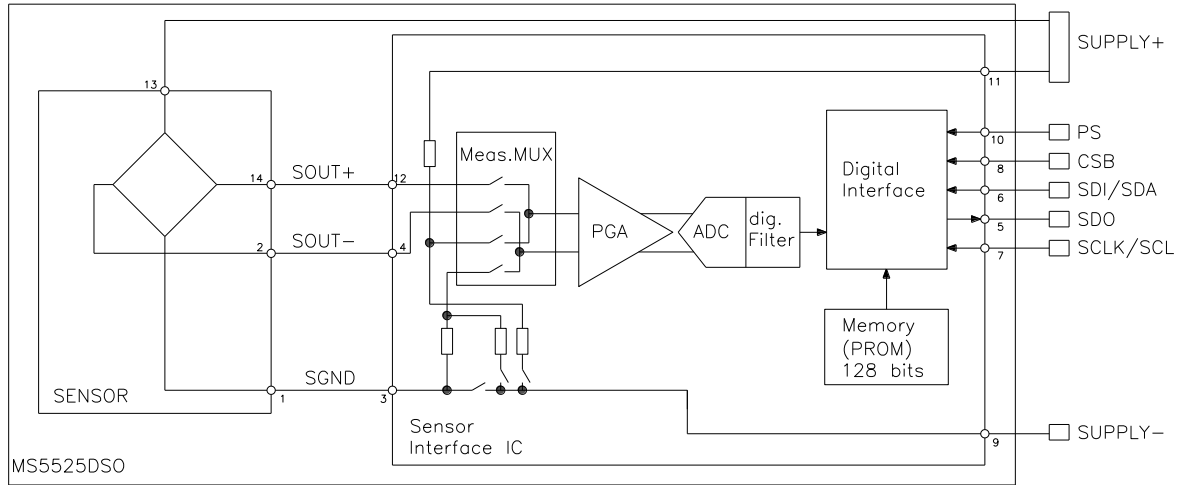 SUPPLY+
13
11
PS
10
Meas.MUX
CSB
8
Digital
Interface
SOUT+
14
12
SDI/SDA
6
PGA
ADC
dig.
Filter
SDO
5
SOUT-
2
4
SCLK/SCL
7
Memory
(PROM)
128 bits
SGND
1
3
SENSOR
Sensor
Interface IC
SUPPLY-
9
MS5525DSO